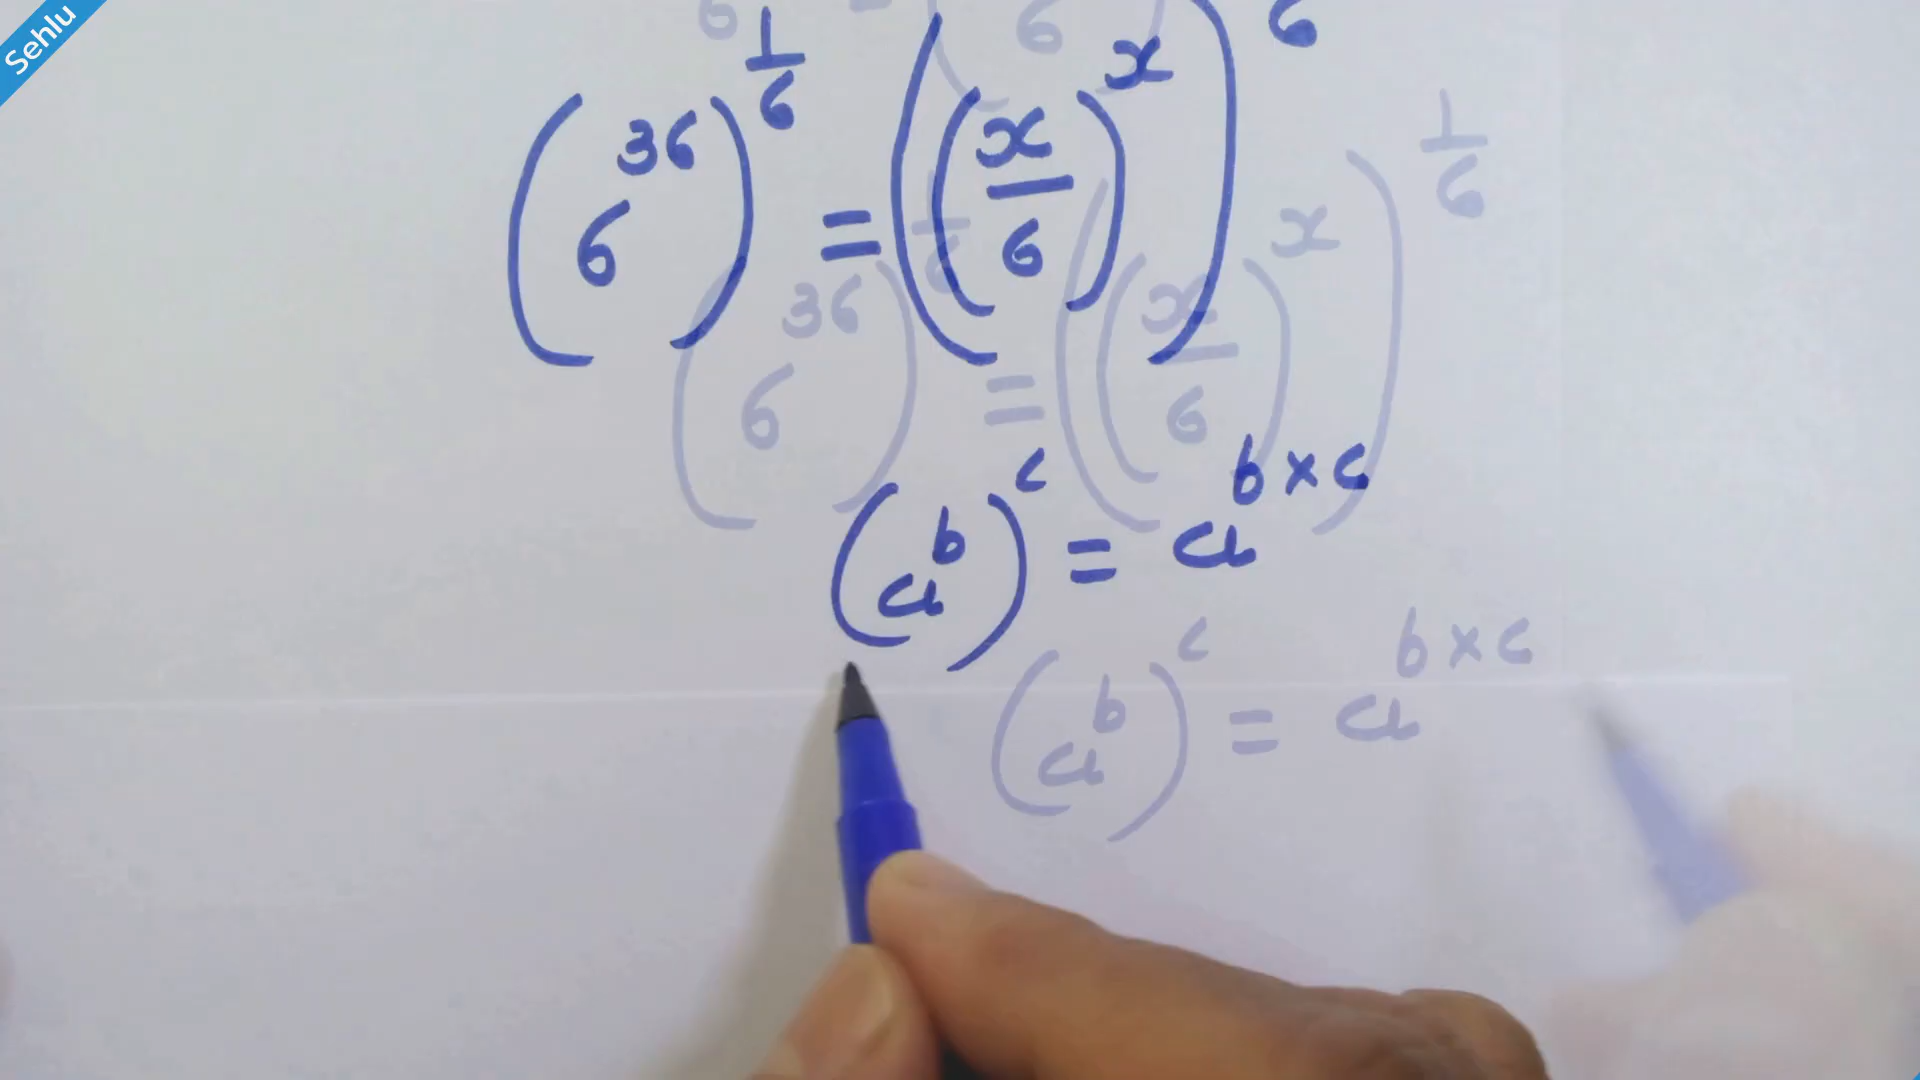 Sehlu
(6^36)^(1/6) = ((x/6)^x)^(1/6)
(a^b)^c = a^(b×c)